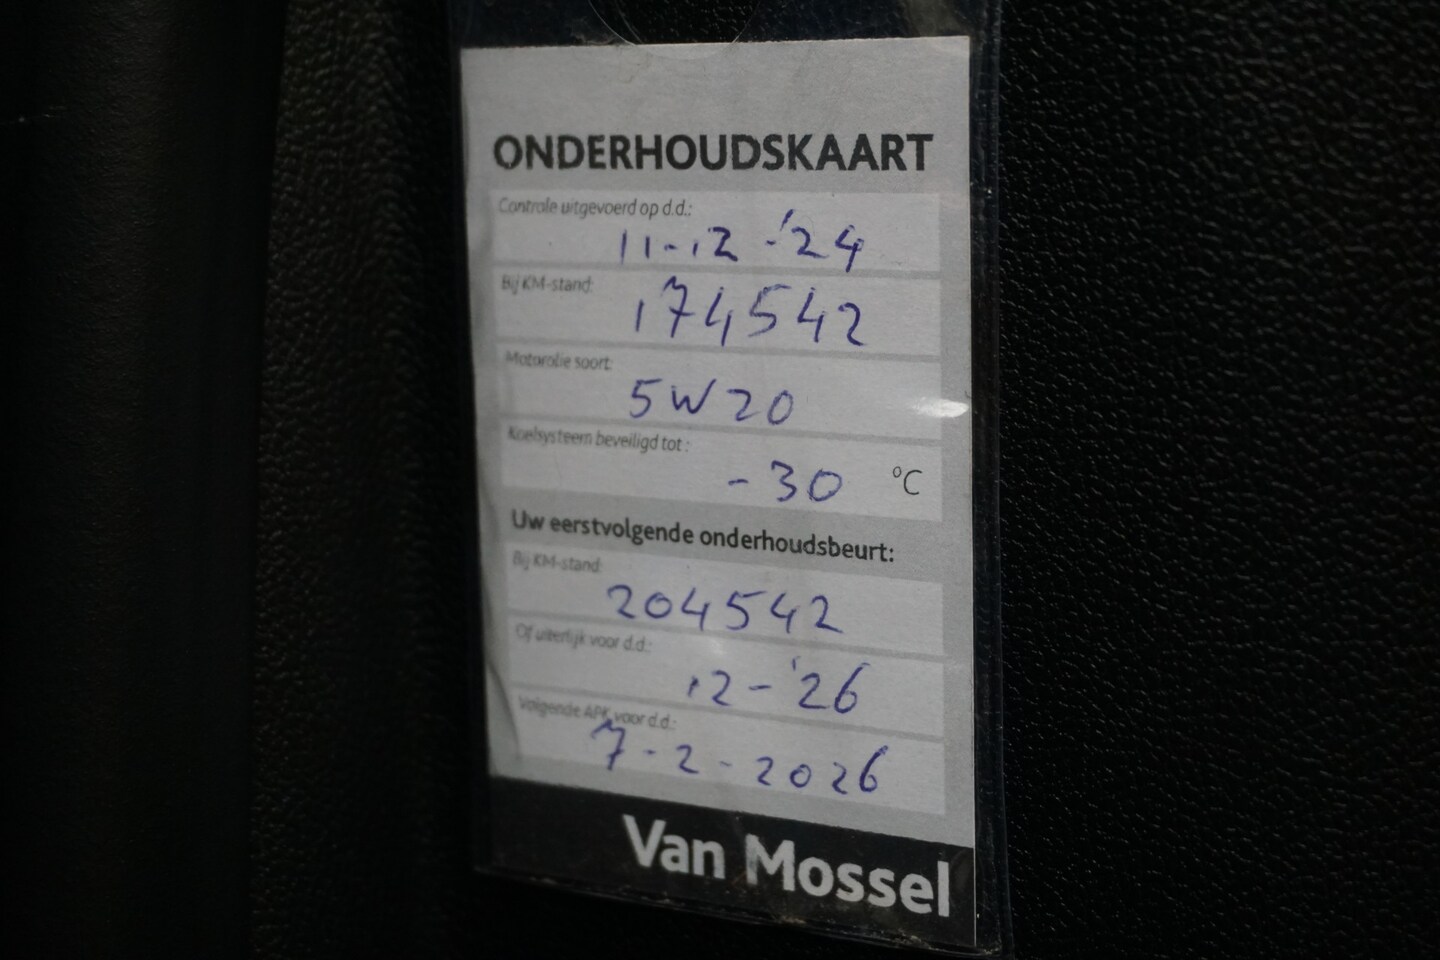 ONDERHOUDSKAART
Controle uitgevoerd op d.d.:
11-12-'24
Bij KM-stand:
174542
Motorolie soort:
5W20
Koelsysteem beveiligd tot:
-30 °C
Uw eerstvolgende onderhoudsbeurt:
Bij KM-stand:
204542
Of uiterlijk voor d.d.:
12-'26
Volgende APK voor d.d.:
7-2-2026
Van Mossel